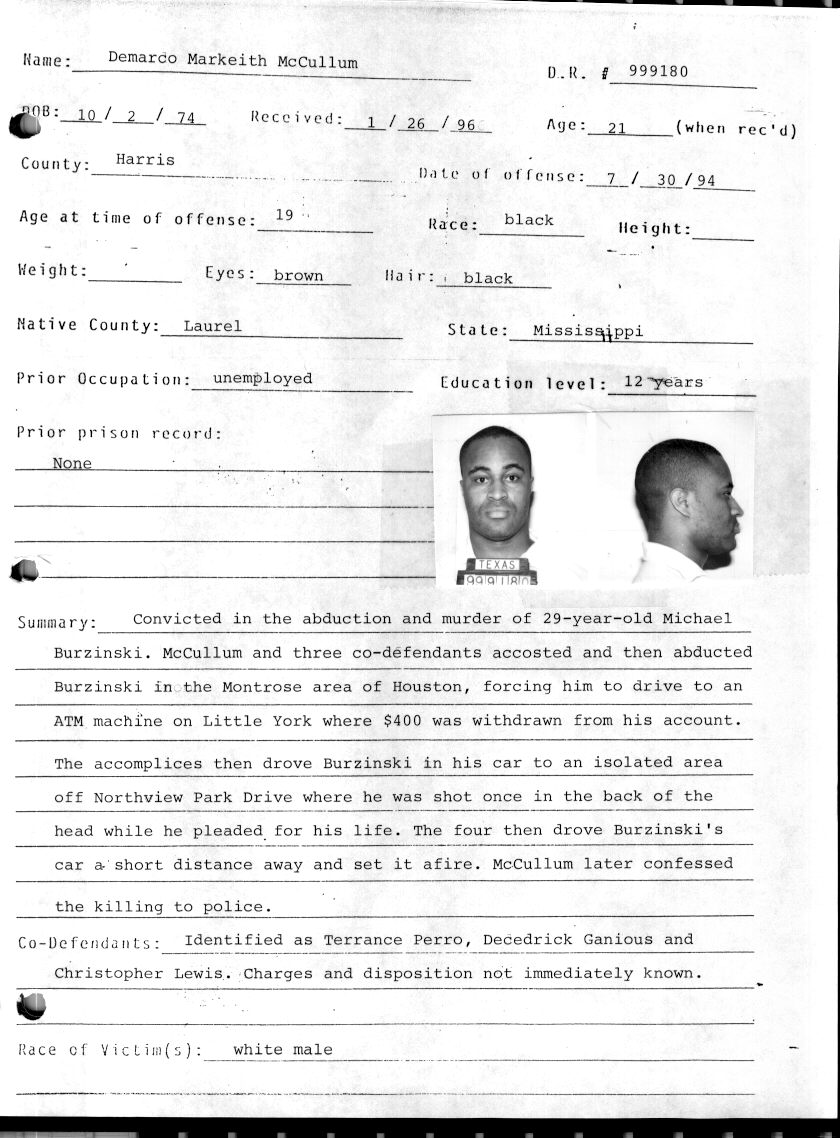 Name: Demarco Markeith McCullum D.R. # 999180
DOB: 10 / 2 / 74 Received: 1 / 26 / 96 Age: 21 (when rec'd)
County: Harris Date of offense: 7 / 30 / 94
Age at time of offense: 19 Race: black Height:
Weight: Eyes: brown Hair: black
Native County: Laurel State: Mississippi
Prior Occupation: unemployed Education level: 12 years
Prior prison record:
None
TEXAS
999180
Summary: Convicted in the abduction and murder of 29-year-old Michael
Burzinski. McCullum and three co-defendants accosted and then abducted
Burzinski in the Montrose area of Houston, forcing him to drive to an
ATM machine on Little York where $400 was withdrawn from his account.
The accomplices then drove Burzinski in his car to an isolated area
off Northview Park Drive where he was shot once in the back of the
head while he pleaded for his life. The four then drove Burzinski's
car a short distance away and set it afire. McCullum later confessed
the killing to police.
Co-Defendants: Identified as Terrance Perro, Decedrick Ganious and
Christopher Lewis. Charges and disposition not immediately known.
Race of Victim(s): white male